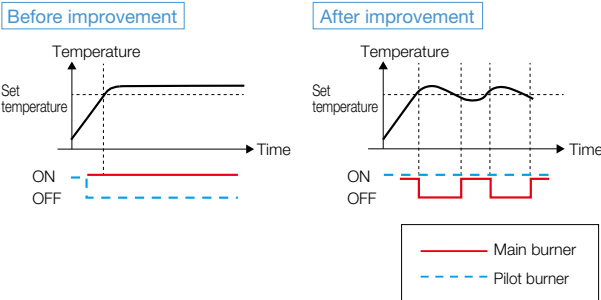 Before improvement
Temperature
Set
temperature
Time
ON
OFF
After improvement
Temperature
Set
temperature
Time
ON
OFF
Main burner
Pilot burner